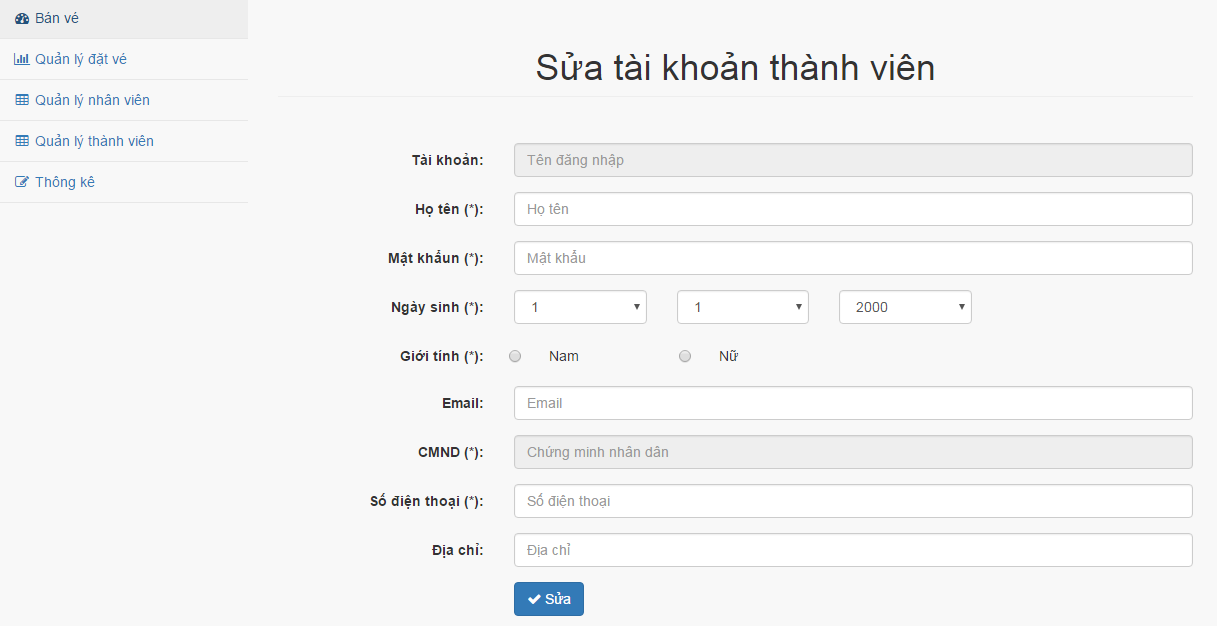 Bán vé
Quản lý đặt vé
Quản lý nhân viên
Quản lý thành viên
Thông kê
Sửa tài khoản thành viên
Tài khoản: Tên đăng nhập
Họ tên (*): Họ tên
Mật khẩun (*): Mật khẩu
Ngày sinh (*): 1 1 2000
Giới tính (*): Nam Nữ
Email: Email
CMND (*): Chứng minh nhân dân
Số điện thoại (*): Số điện thoại
Địa chỉ: Địa chỉ
Sửa